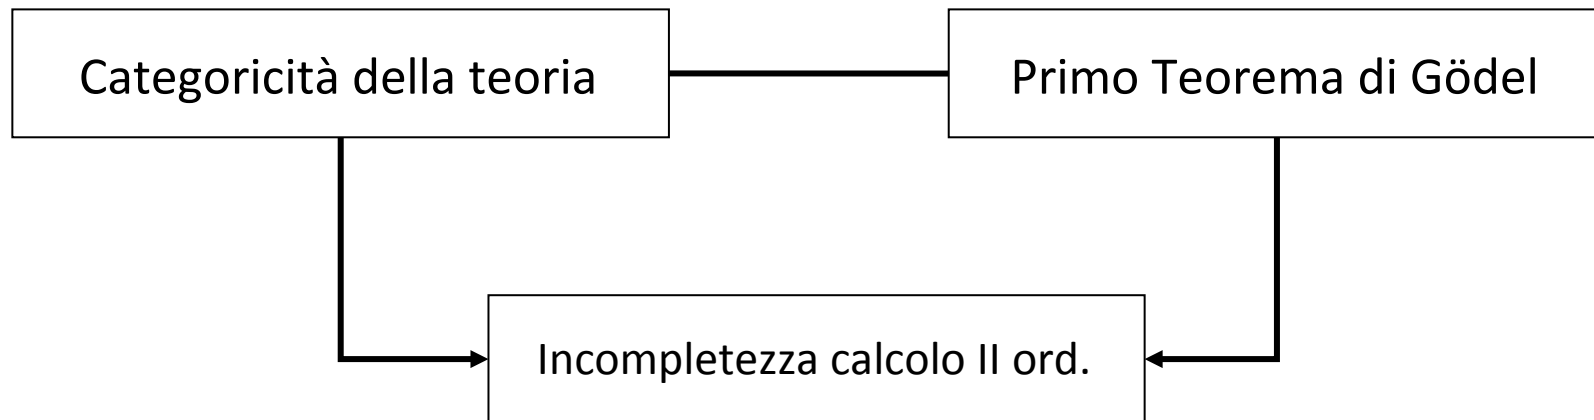 Categoricità della teoria
Primo Teorema di Gödel
Incompletezza calcolo II ord.